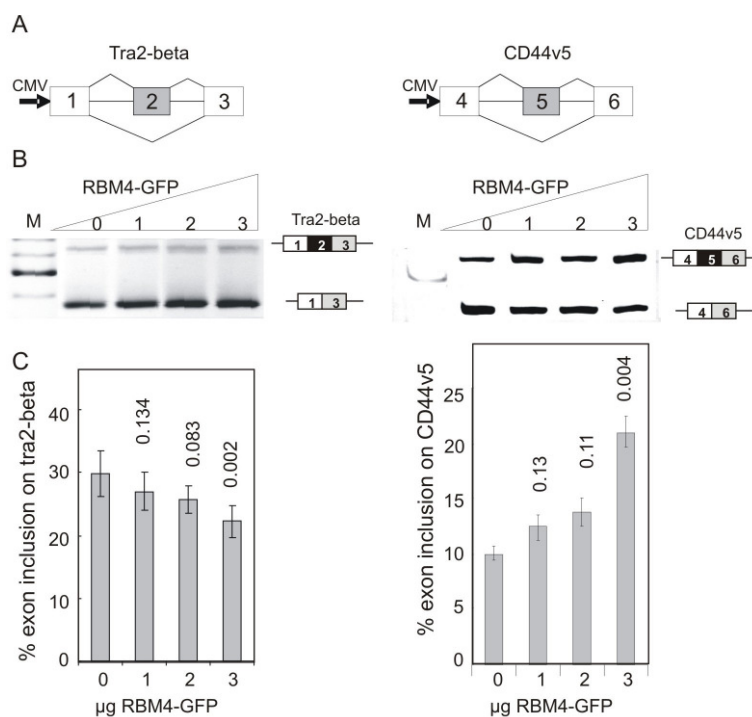 A
Tra2-beta
CD44v5
CMV
1 2 3
CMV
4 5 6
B
RBM4-GFP
M 0 1 2 3
Tra2-beta
1 2 3
1 3
RBM4-GFP
M 0 1 2 3
CD44v5
4 5 6
4 6
C
% exon inclusion on tra2-beta
40
30
20
10
0
0.134
0.083
0.002
0 1 2 3
µg RBM4-GFP
% exon inclusion on CD44v5
25
20
15
10
5
0
0.13
0.11
0.004
0 1 2 3
µg RBM4-GFP